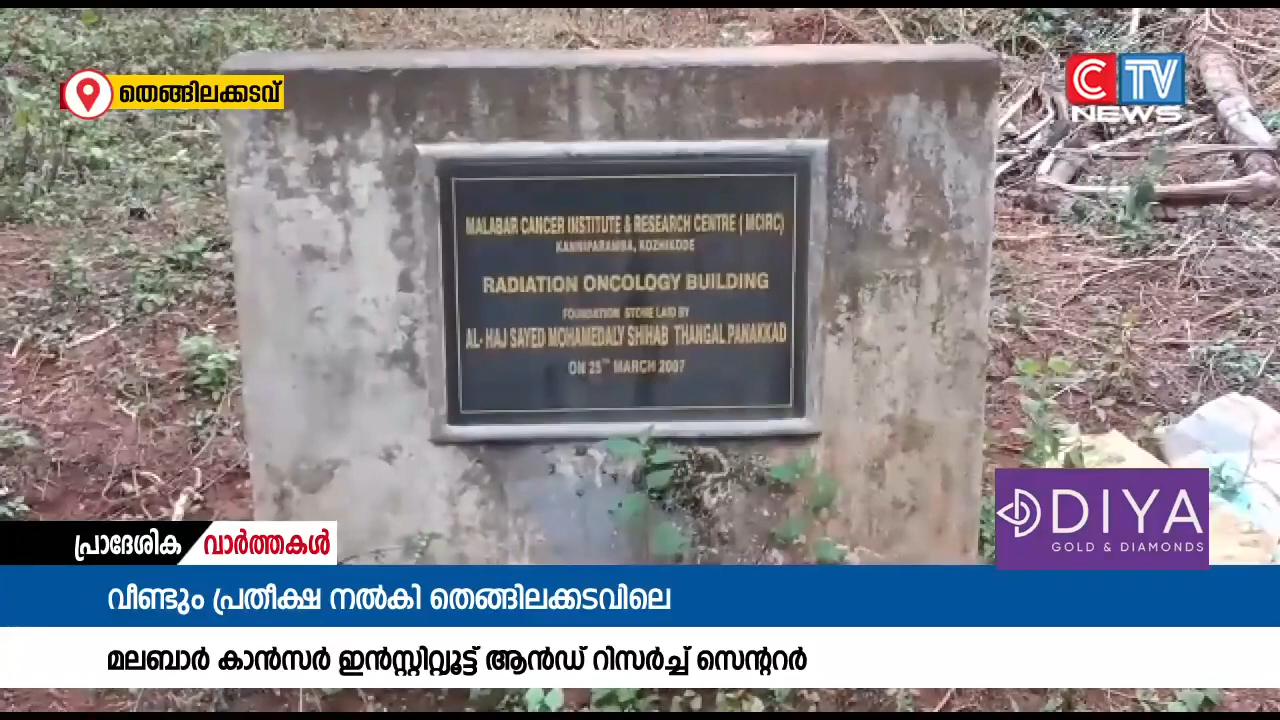 തെങ്ങിലക്കടവ്
CTV
NEWS
MALABAR CANCER INSTITUTE & RESEARCH CENTRE ( MCIRC)
KANNIPARAMBA, KOZHIKODE
RADIATION ONCOLOGY BUILDING
FOUNDATION STONE LAID BY
AL- HAJ SAYED MOHAMEDALY SHIHAB THANGAL PANAKKAD
ON 25TH MARCH 2007
DIYA
GOLD & DIAMONDS
പ്രാദേശിക വാർത്തകൾ
വീണ്ടും പ്രതീക്ഷ നൽകി തെങ്ങിലക്കടവിലെ
മലബാർ കാൻസർ ഇൻസ്റ്റിറ്റ്യൂട്ട് ആൻഡ് റിസർച്ച് സെന്റർ